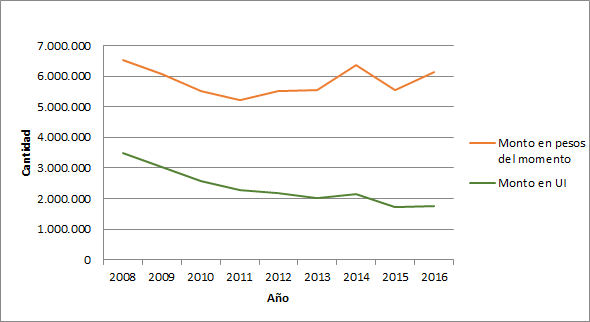 7.000.000
6.000.000
5.000.000
4.000.000
3.000.000
2.000.000
1.000.000
0
Cantidad
2008 2009 2010 2011 2012 2013 2014 2015 2016
Año
Monto en pesos
del momento
Monto en UI